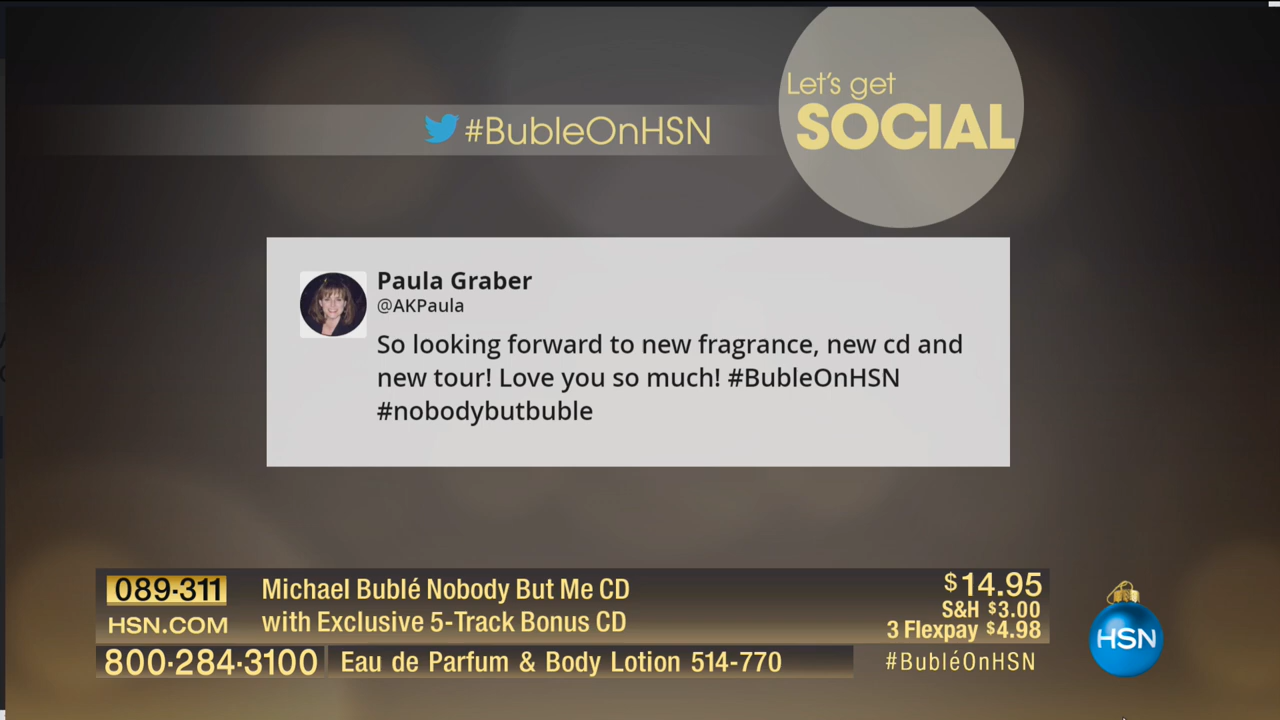 Let's get
SOCIAL
#BubleOnHSN
Paula Graber
@AKPaula
So looking forward to new fragrance, new cd and
new tour! Love you so much! #BubleOnHSN
#nobodybutbuble
089-311
HSN.COM
Michael Bublé Nobody But Me CD
with Exclusive 5-Track Bonus CD
$14.95
S&H $3.00
3 Flexpay $4.98
800·284·3100
Eau de Parfum & Body Lotion 514-770
#BubléOnHSN
HSN